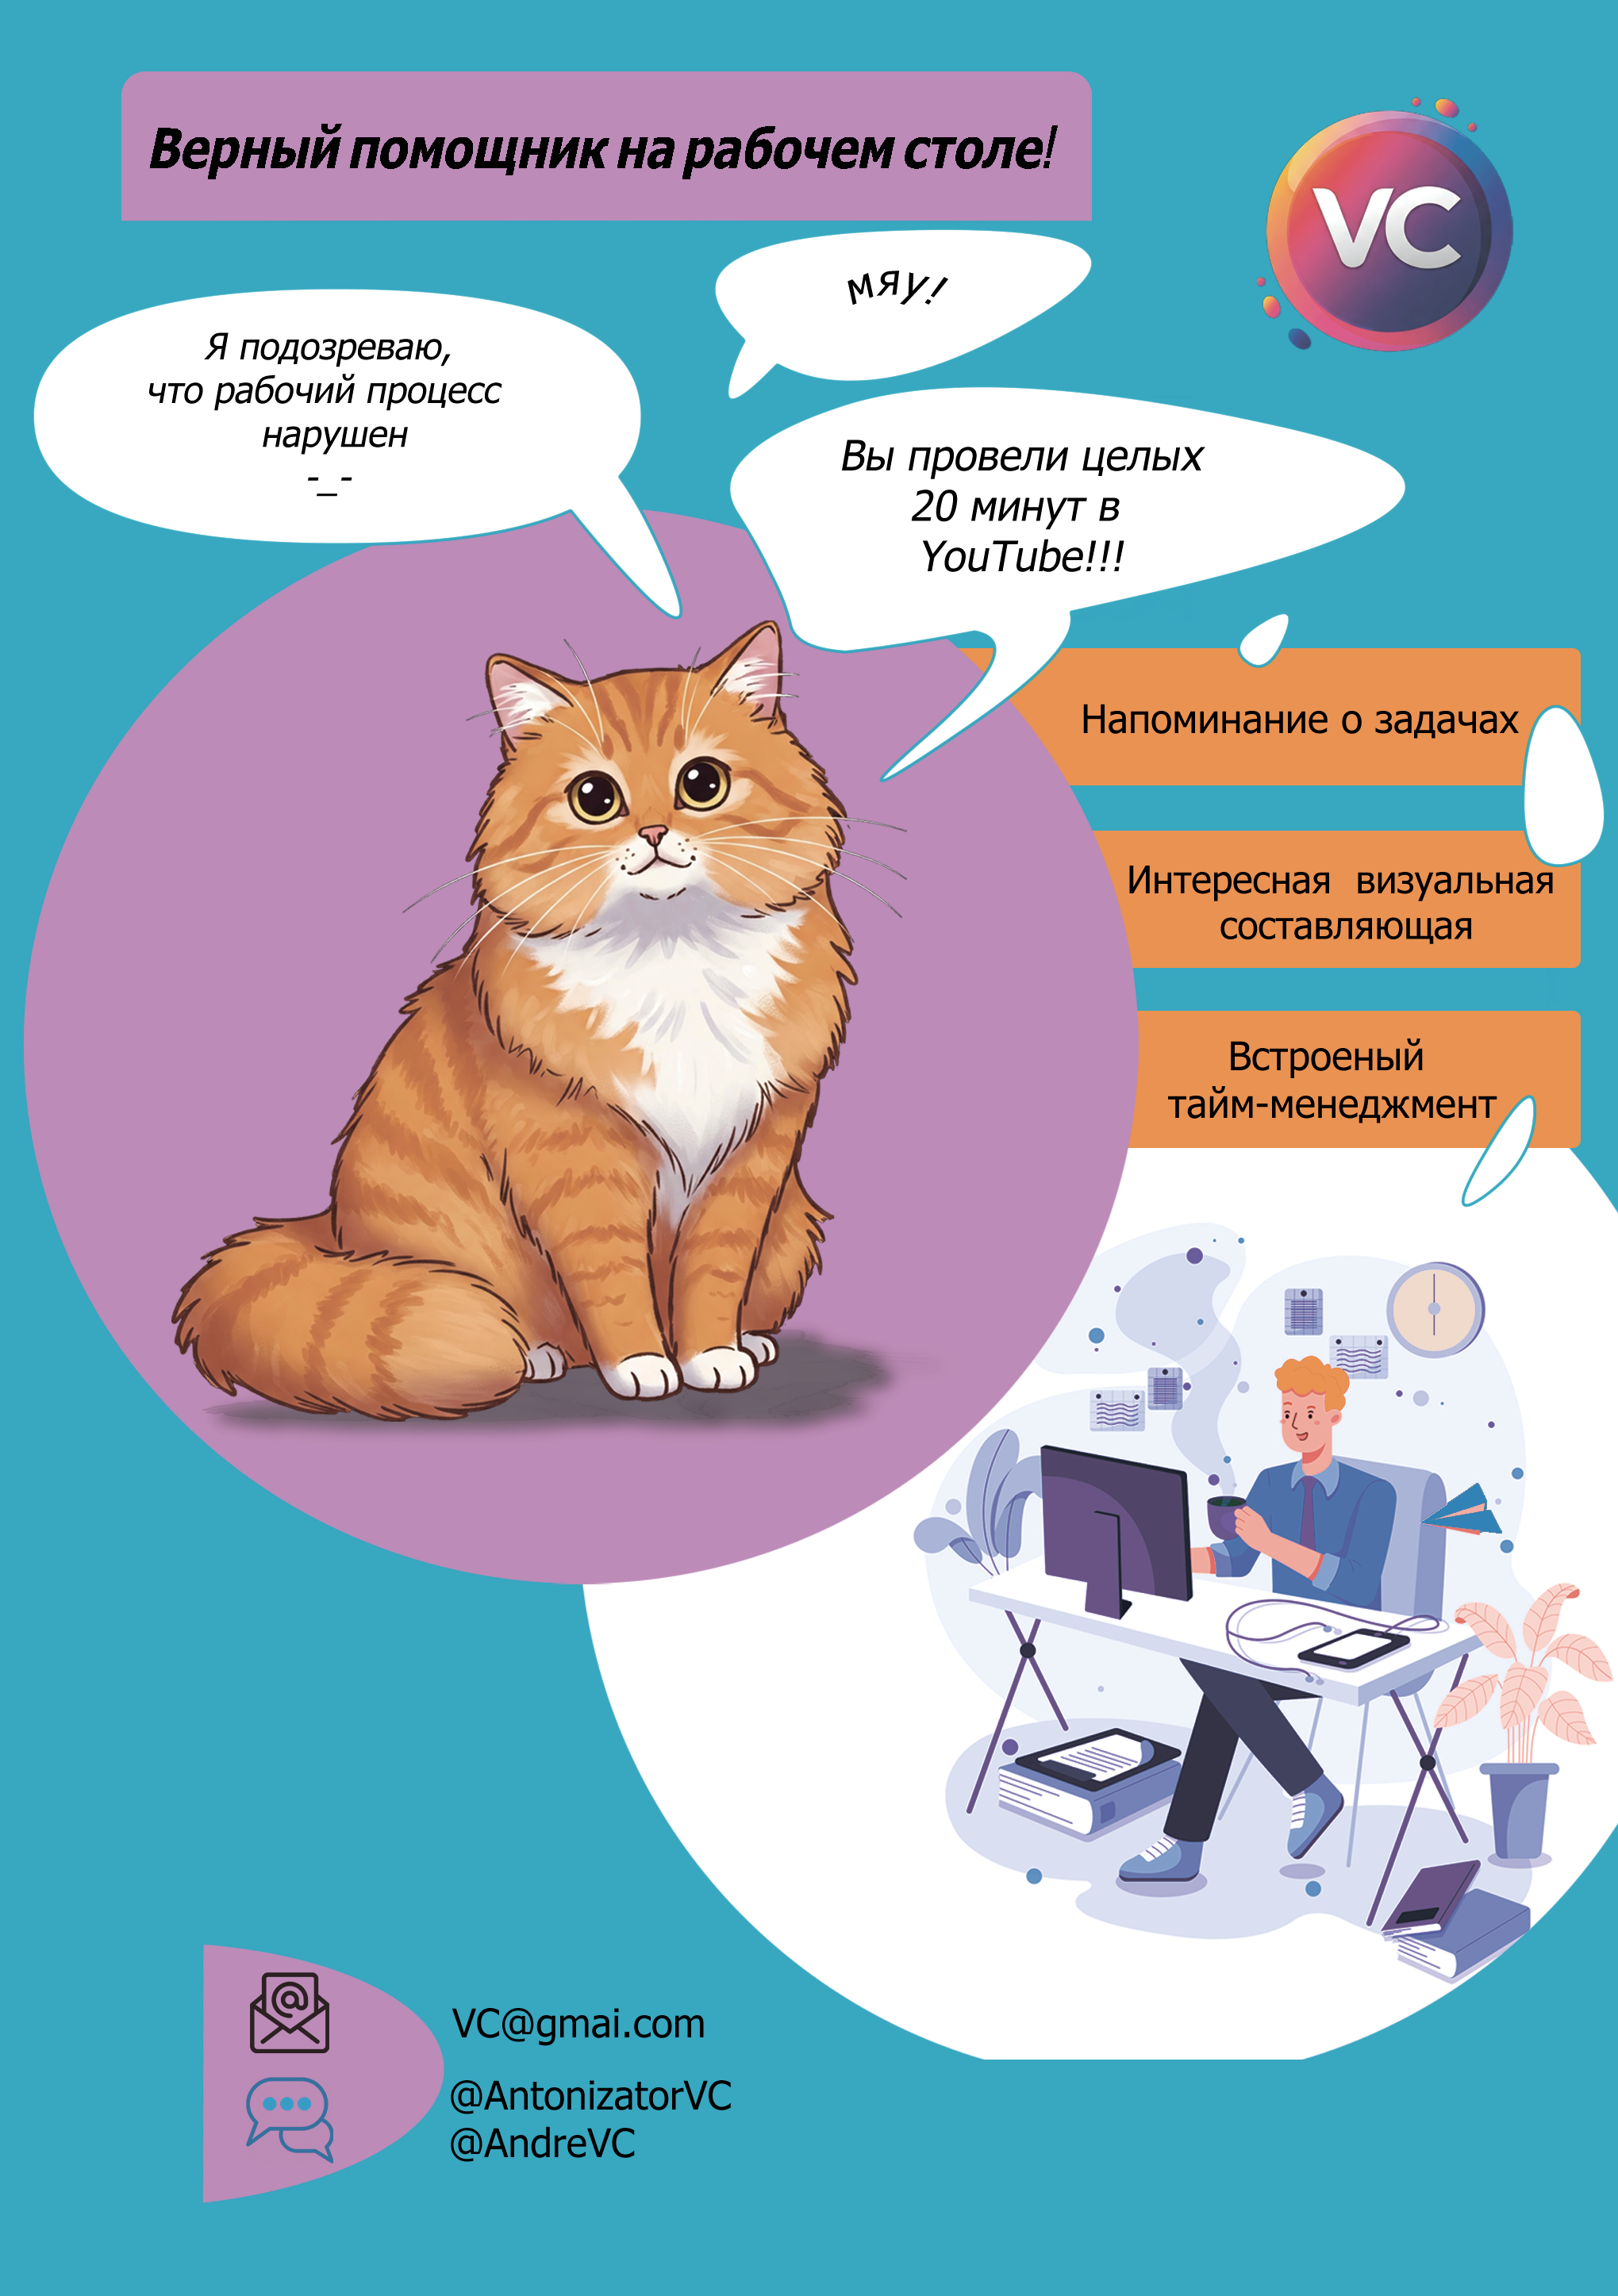 Верный помощник на рабочем столе!
VC
мяу!
Я подозреваю,
что рабочий процесс
нарушен
-_-
Вы провели целых
20 минут в
YouTube!!!
Напоминание о задачах
Интересная визуальная
составляющая
Встроеный
тайм-менеджмент
VC@gmai.com
@AntonizatorVC
@AndreVC